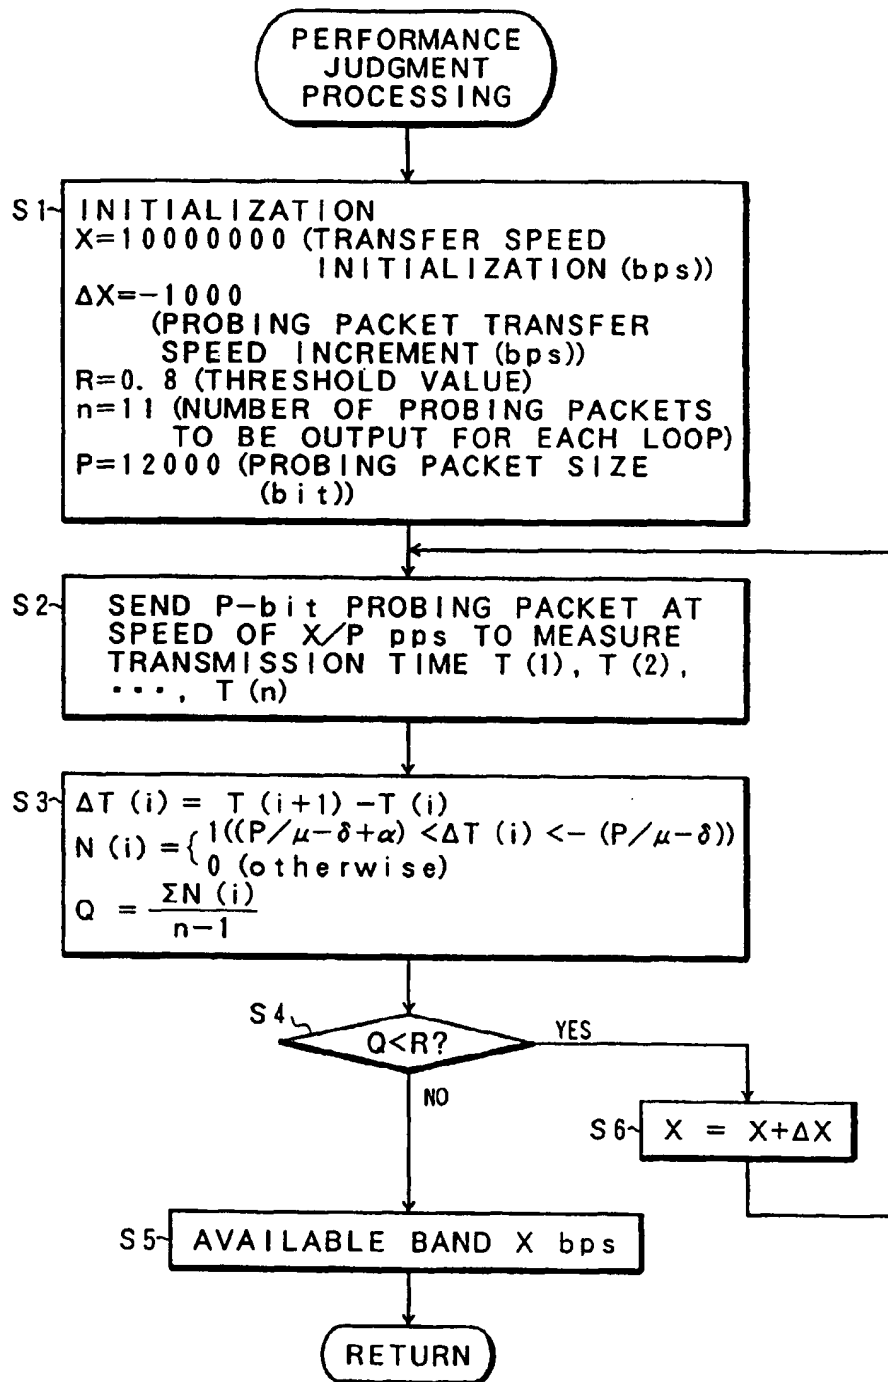 PERFORMANCE
JUDGMENT
PROCESSING
S1
INITIALIZATION
X=10000000 (TRANSFER SPEED
INITIALIZATION (bps))
ΔX=-1000
(PROBING PACKET TRANSFER
SPEED INCREMENT (bps))
R=0.8 (THRESHOLD VALUE)
n=11 (NUMBER OF PROBING PACKETS
TO BE OUTPUT FOR EACH LOOP)
P=12000 (PROBING PACKET SIZE
(bit))
S2
SEND P-bit PROBING PACKET AT
SPEED OF X/P pps TO MEASURE
TRANSMISSION TIME T(1), T(2),
···, T(n)
S3
ΔT(i) = T(i+1)-T(i)
N(i)={1((P/μ-δ+α)<ΔT(i)<-(P/μ-δ))
0 (otherwise)
Q = ΣN(i)
n-1
S4
Q<R?
YES
NO
S6
X = X+ΔX
S5
AVAILABLE BAND X bps
RETURN